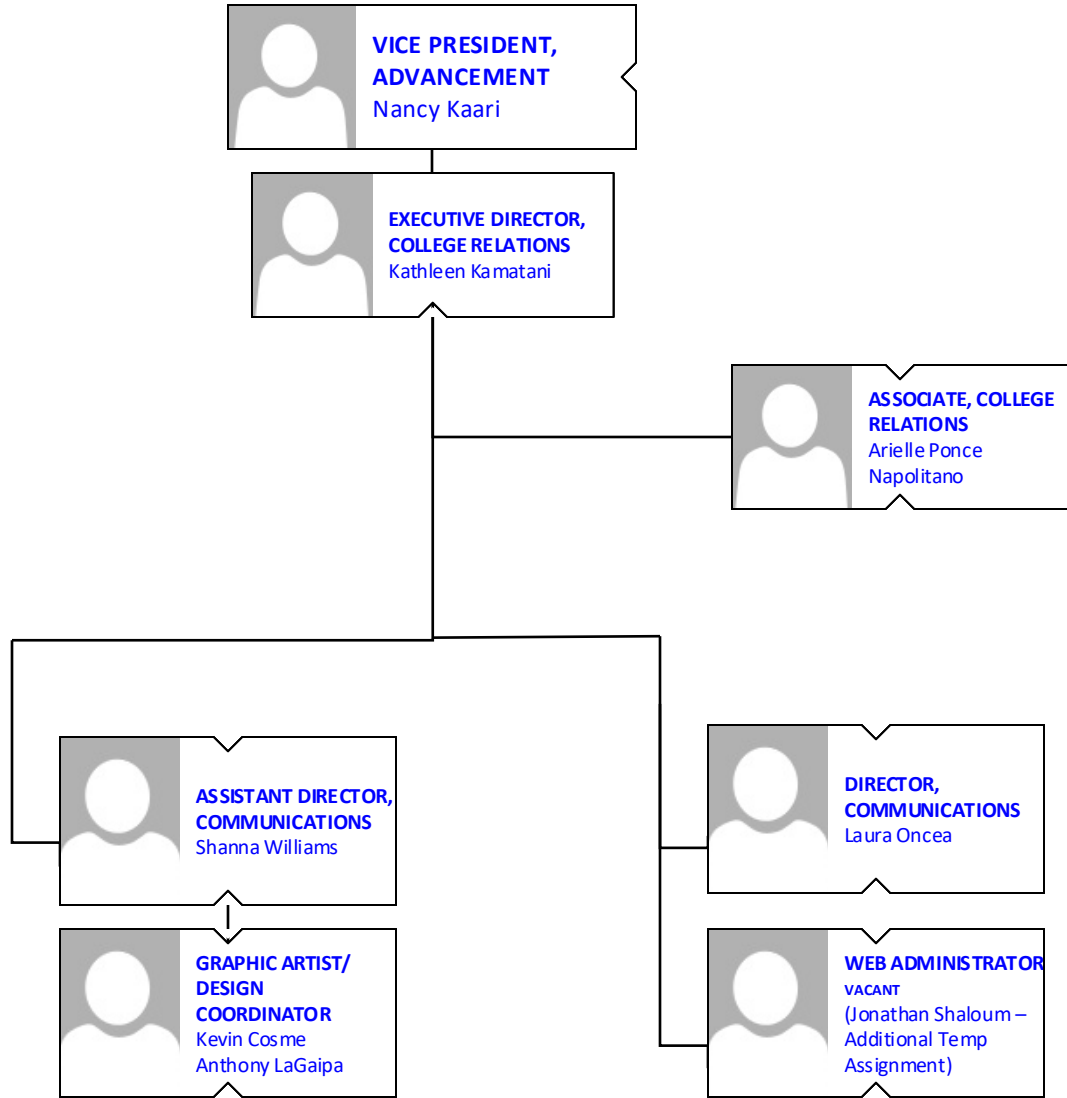 VICE PRESIDENT,
ADVANCEMENT
Nancy Kaari
EXECUTIVE DIRECTOR,
COLLEGE RELATIONS
Kathleen Kamatani
ASSOCIATE, COLLEGE
RELATIONS
Arielle Ponce
Napolitano
ASSISTANT DIRECTOR,
COMMUNICATIONS
Shanna Williams
DIRECTOR,
COMMUNICATIONS
Laura Oncea
GRAPHIC ARTIST/
DESIGN
COORDINATOR
Kevin Cosme
Anthony LaGaipa
WEB ADMINISTRATOR
VACANT
(Jonathan Shaloum –
Additional Temp
Assignment)